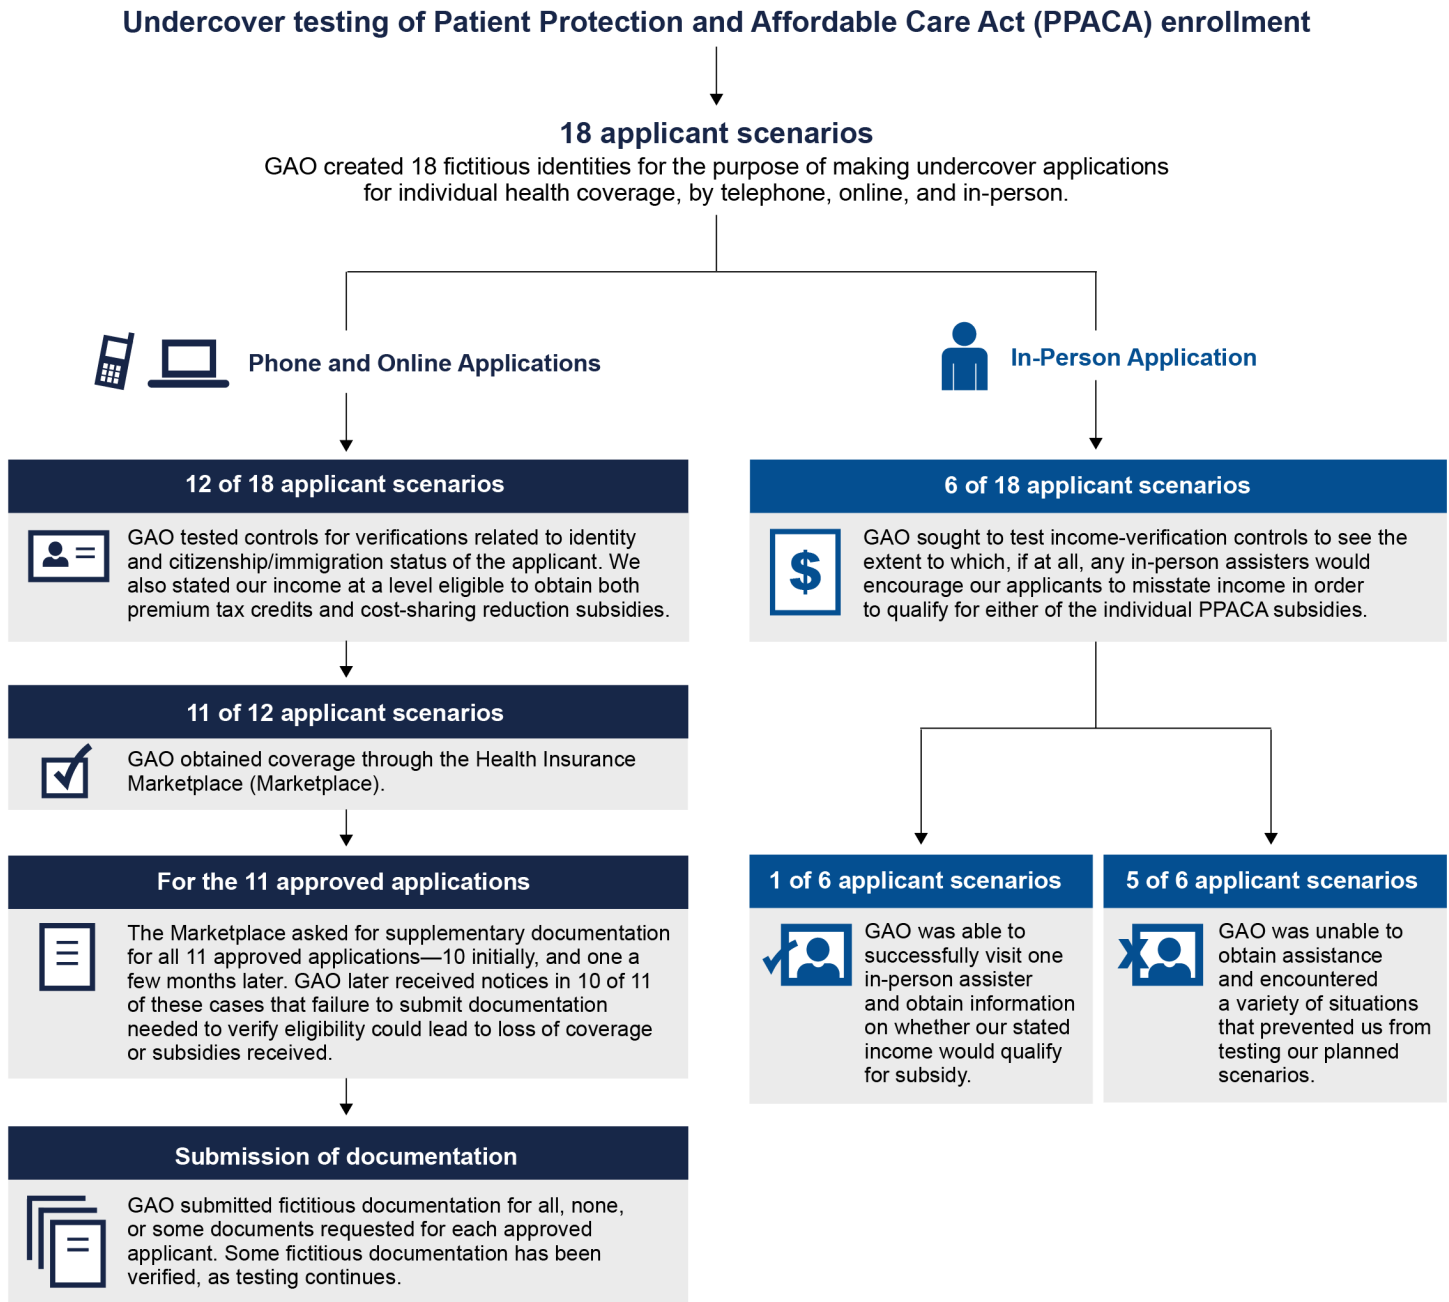 Undercover testing of Patient Protection and Affordable Care Act (PPACA) enrollment
18 applicant scenarios
GAO created 18 fictitious identities for the purpose of making undercover applications
for individual health coverage, by telephone, online, and in-person.
Phone and Online Applications
12 of 18 applicant scenarios
GAO tested controls for verifications related to identity
and citizenship/immigration status of the applicant. We
also stated our income at a level eligible to obtain both
premium tax credits and cost-sharing reduction subsidies.
11 of 12 applicant scenarios
GAO obtained coverage through the Health Insurance
Marketplace (Marketplace).
For the 11 approved applications
The Marketplace asked for supplementary documentation
for all 11 approved applications—10 initially, and one a
few months later. GAO later received notices in 10 of 11
of these cases that failure to submit documentation
needed to verify eligibility could lead to loss of coverage
or subsidies received.
Submission of documentation
GAO submitted fictitious documentation for all, none,
or some documents requested for each approved
applicant. Some fictitious documentation has been
verified, as testing continues.
In-Person Application
6 of 18 applicant scenarios
$
GAO sought to test income-verification controls to see the
extent to which, if at all, any in-person assisters would
encourage our applicants to misstate income in order
to qualify for either of the individual PPACA subsidies.
1 of 6 applicant scenarios
GAO was able to
successfully visit one
in-person assister
and obtain information
on whether our stated
income would qualify
for subsidy.
5 of 6 applicant scenarios
GAO was unable to
obtain assistance
and encountered
a variety of situations
that prevented us from
testing our planned
scenarios.